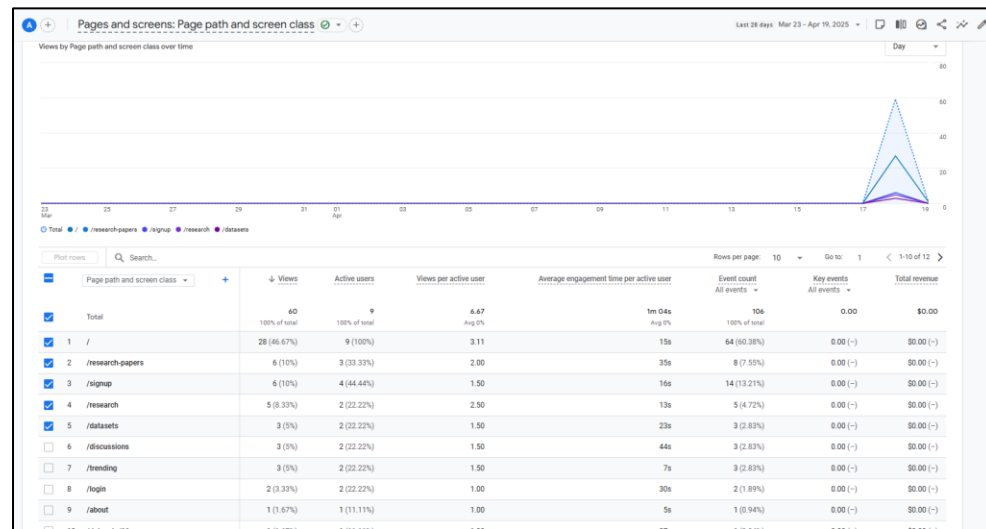 A Pages and screens: Page path and screen class Last 28 days Mar 23 - Apr 19, 2025
Views by Page path and screen class over time Day
80
60
40
20
0
23 25 27 29 31 01 03 05 07 09 11 13 15 17 19
Mar Apr
Total / /research-papers /signup /research /datasets
Plot rows Search... Rows per page: 10 Go to: 1 1-10 of 12
Page path and screen class + ↓ Views Active users Views per active user Average engagement time per active user Event count Key events Total revenue
All events All events
Total 60 9 6.67 1m 04s 106 0.00 $0.00
100% of total 100% of total Avg 0% Avg 0% 100% of total
1 / 28 (46.67%) 9 (100%) 3.11 15s 64 (60.38%) 0.00 (–) $0.00 (–)
2 /research-papers 6 (10%) 3 (33.33%) 2.00 35s 8 (7.55%) 0.00 (–) $0.00 (–)
3 /signup 6 (10%) 4 (44.44%) 1.50 16s 14 (13.21%) 0.00 (–) $0.00 (–)
4 /research 5 (8.33%) 2 (22.22%) 2.50 13s 5 (4.72%) 0.00 (–) $0.00 (–)
5 /datasets 3 (5%) 2 (22.22%) 1.50 23s 3 (2.83%) 0.00 (–) $0.00 (–)
6 /discussions 3 (5%) 2 (22.22%) 1.50 44s 3 (2.83%) 0.00 (–) $0.00 (–)
7 /trending 3 (5%) 2 (22.22%) 1.50 7s 3 (2.83%) 0.00 (–) $0.00 (–)
8 /login 2 (3.33%) 2 (22.22%) 1.00 30s 2 (1.89%) 0.00 (–) $0.00 (–)
9 /about 1 (1.67%) 1 (11.11%) 1.00 5s 1 (0.94%) 0.00 (–) $0.00 (–)